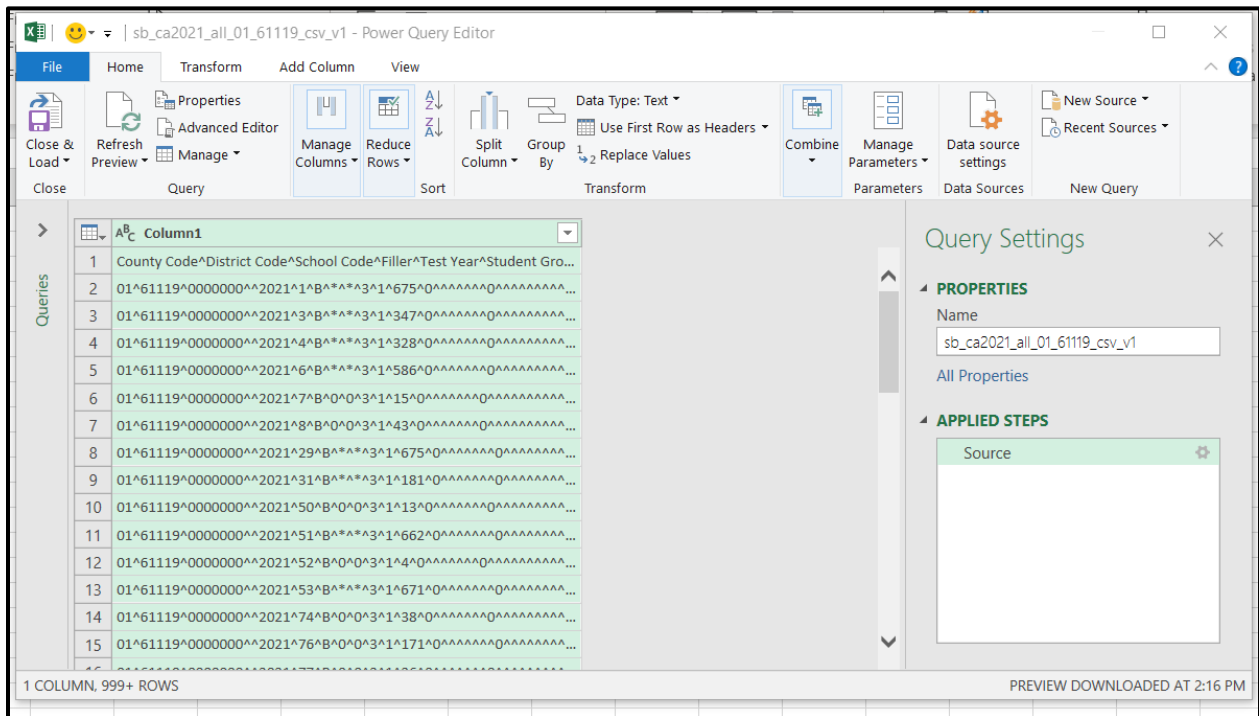 sb_ca2021_all_01_61119_csv_v1 - Power Query Editor
File Home Transform Add Column View
Close & Load
Refresh Preview
Properties
Advanced Editor
Manage
Manage Columns
Reduce Rows
Split Column
Group By
Data Type: Text
Use First Row as Headers
Replace Values
Combine
Manage Parameters
Data source settings
New Source
Recent Sources
Close Query Sort Transform Parameters Data Sources New Query
Queries
Column1
1 County Code^District Code^School Code^Filler^Test Year^Student Gro...
2 01^61119^0000000^^2021^1^B^*^*^3^1^675^0^^^^^^^0^^^^^^^^^...
3 01^61119^0000000^^2021^3^B^*^*^3^1^347^0^^^^^^^0^^^^^^^^^...
4 01^61119^0000000^^2021^4^B^*^*^3^1^328^0^^^^^^^0^^^^^^^^^...
5 01^61119^0000000^^2021^6^B^*^*^3^1^586^0^^^^^^^0^^^^^^^^^...
6 01^61119^0000000^^2021^7^B^0^0^3^1^15^0^^^^^^^0^^^^^^^^^^...
7 01^61119^0000000^^2021^8^B^0^0^3^1^43^0^^^^^^^0^^^^^^^^^^...
8 01^61119^0000000^^2021^29^B^*^*^3^1^675^0^^^^^^^0^^^^^^^^...
9 01^61119^0000000^^2021^31^B^*^*^3^1^181^0^^^^^^^0^^^^^^^^...
10 01^61119^0000000^^2021^50^B^0^0^3^1^13^0^^^^^^^0^^^^^^^^^...
11 01^61119^0000000^^2021^51^B^*^*^3^1^662^0^^^^^^^0^^^^^^^^...
12 01^61119^0000000^^2021^52^B^0^0^3^1^4^0^^^^^^^0^^^^^^^^^^...
13 01^61119^0000000^^2021^53^B^*^*^3^1^671^0^^^^^^^0^^^^^^^^...
14 01^61119^0000000^^2021^74^B^0^0^3^1^38^0^^^^^^^0^^^^^^^^^...
15 01^61119^0000000^^2021^76^B^0^0^3^1^171^0^^^^^^^0^^^^^^^^...
Query Settings
PROPERTIES
Name
sb_ca2021_all_01_61119_csv_v1
All Properties
APPLIED STEPS
Source
1 COLUMN, 999+ ROWS
PREVIEW DOWNLOADED AT 2:16 PM